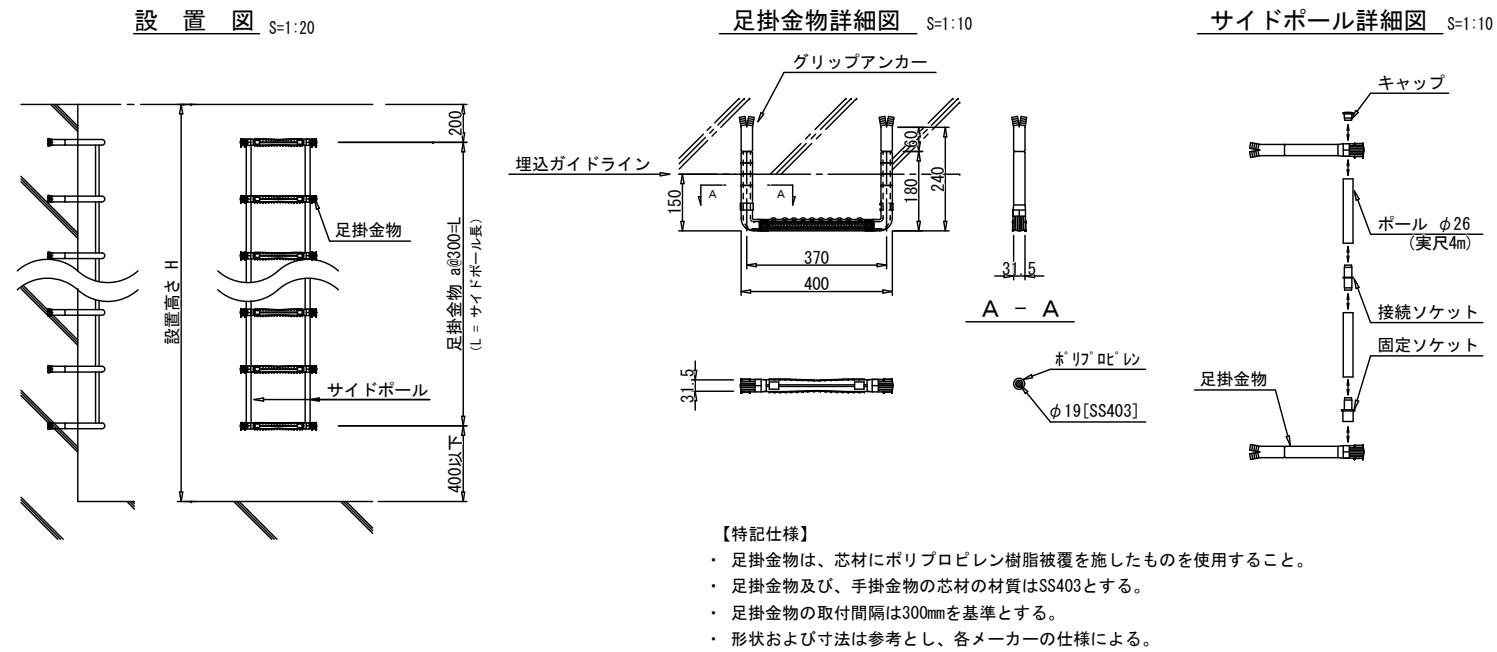 設 置 図 S=1:20
足掛金物詳細図 S=1:10
サイドポール詳細図 S=1:10
グリップアンカー
キャップ
200
60
埋込ガイドライン
A A
150
180
240
足掛金物
ポール φ26
(実尺4m)
設置高さ H
足掛金物 a@300=L
(L = サイドポール長)
370
400
31.5
A - A
接続ソケット
固定ソケット
ポリプロピレン
サイドポール
31.5
足掛金物
φ19[SS403]
400以下
【特記仕様】
・ 足掛金物は、芯材にポリプロピレン樹脂被覆を施したものを使用すること。
・ 足掛金物及び、手掛金物の芯材の材質はSS403とする。
・ 足掛金物の取付間隔は300mmを基準とする。
・ 形状および寸法は参考とし、各メーカーの仕様による。